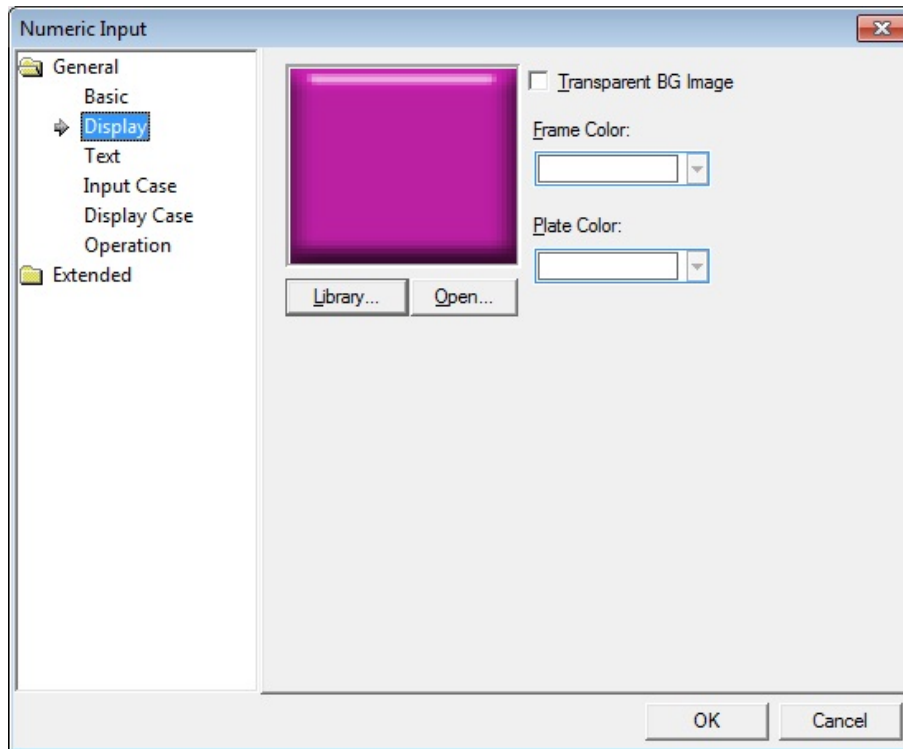 Numeric Input
General
Basic
Display
Text
Input Case
Display Case
Operation
Extended
Transparent BG Image
Frame Color:
Plate Color:
Library...
Open...
OK
Cancel